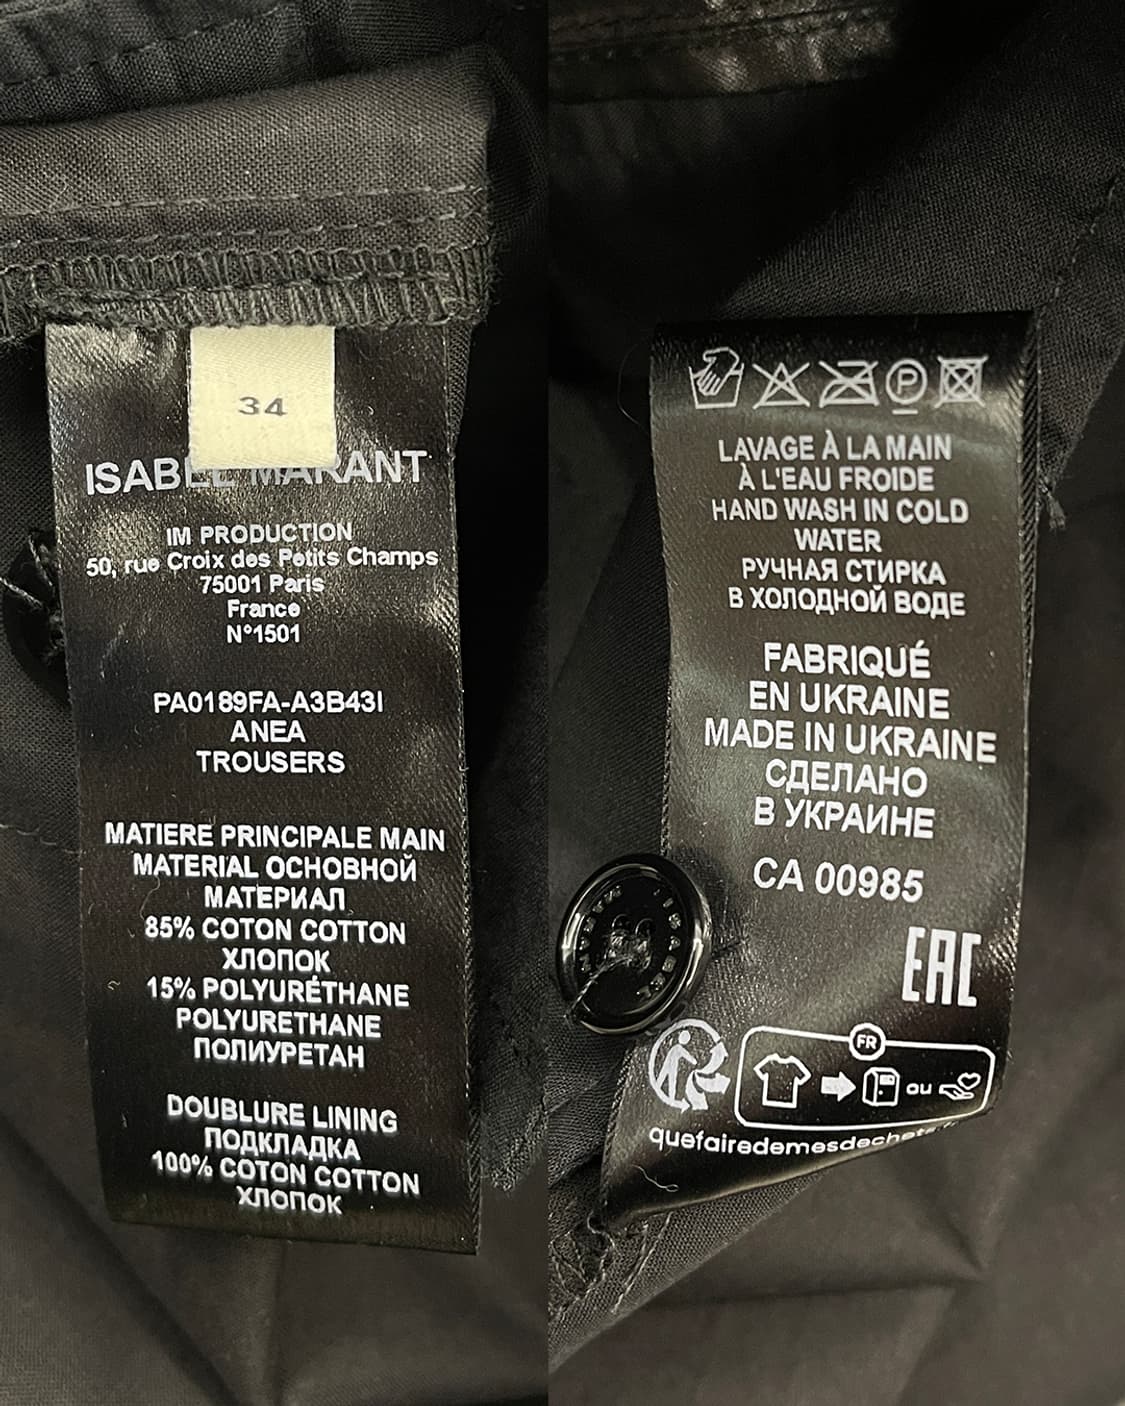 34
ISABEL MARANT
IM PRODUCTION
50, rue Croix des Petits Champs
75001 Paris
France
N°1501
PA0189FA-A3B43I
ANEA
TROUSERS
MATIERE PRINCIPALE MAIN
MATERIAL ОСНОВНОЙ
МАТЕРИАЛ
85% COTON COTTON
ХЛОПОК
15% POLYURÉTHANE
POLYURETHANE
ПОЛИУРЕТАН
DOUBLURE LINING
ПОДКЛАДКА
100% COTON COTTON
ХЛОПОК
P
LAVAGE À LA MAIN
À L'EAU FROIDE
HAND WASH IN COLD
WATER
РУЧНАЯ СТИРКА
В ХОЛОДНОЙ ВОДЕ
FABRIQUÉ
EN UKRAINE
MADE IN UKRAINE
СДЕЛАНО
В УКРАИНЕ
CA 00985
EAC
ISABEL MARANT
FR
ou